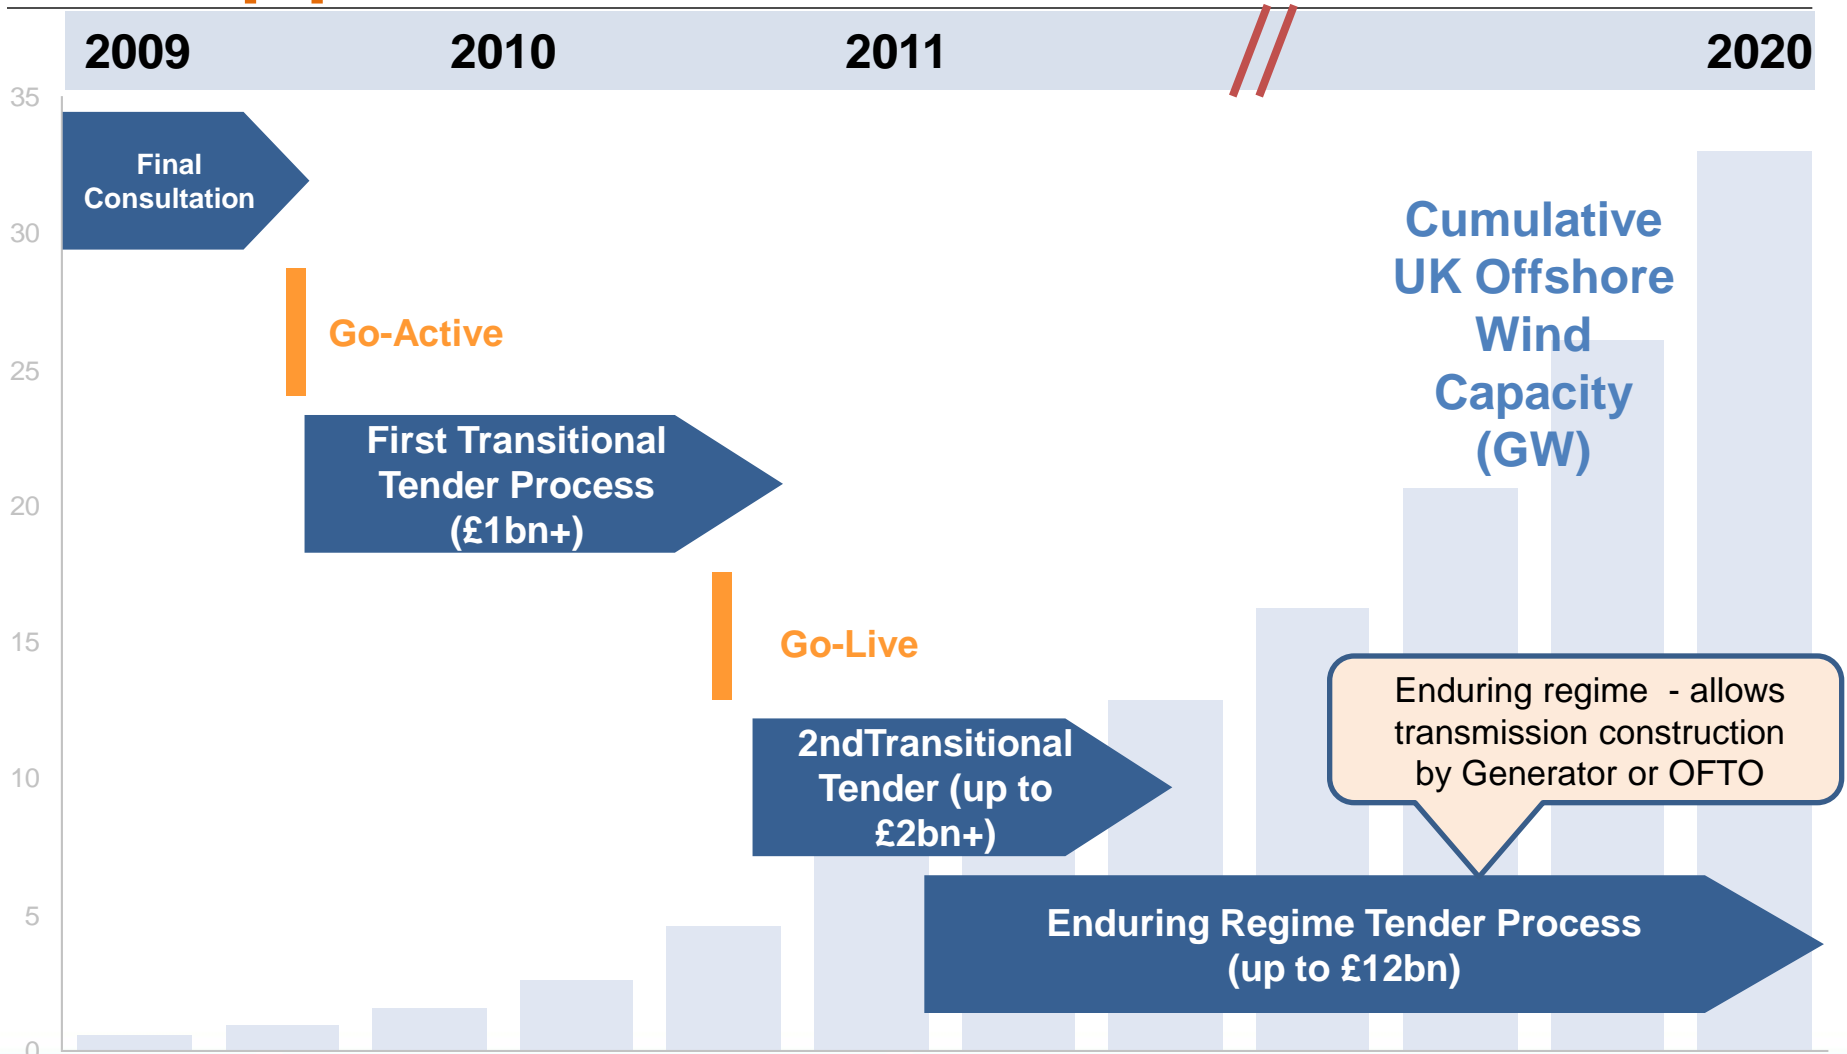 2009 2010 2011 2020
35
Final
Consultation
30
Cumulative
UK Offshore
Wind
Capacity
(GW)
Go-Active
25
First Transitional
Tender Process
(£1bn+)
20
15
Go-Live
Enduring regime - allows
transmission construction
by Generator or OFTO
2ndTransitional
Tender (up to
£2bn+)
10
5
Enduring Regime Tender Process
(up to £12bn)
0